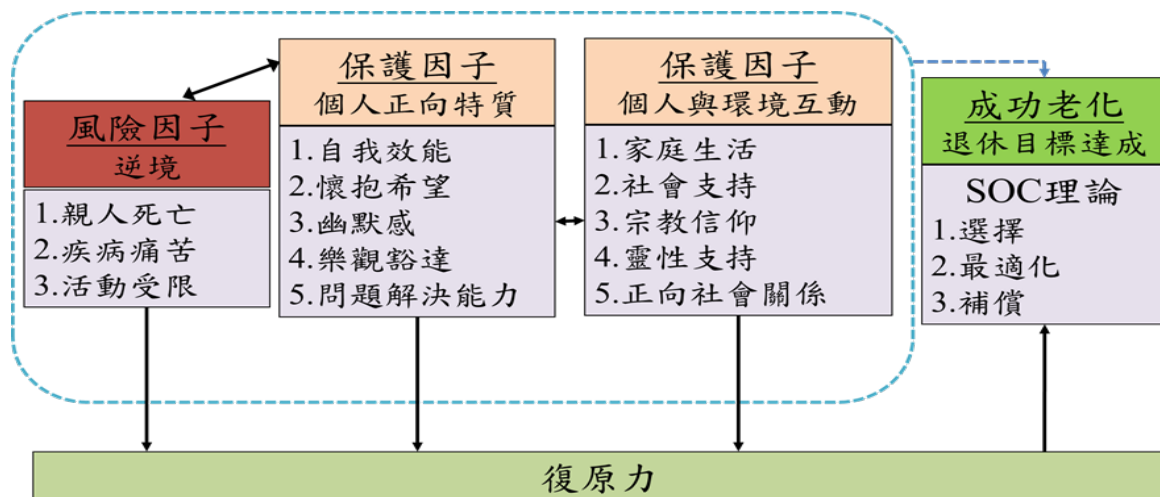 風險因子
逆境
1.親人死亡
2.疾病痛苦
3.活動受限
保護因子
個人正向特質
1.自我效能
2.懷抱希望
3.幽默感
4.樂觀豁達
5.問題解決能力
保護因子
個人與環境互動
1.家庭生活
2.社會支持
3.宗教信仰
4.靈性支持
5.正向社會關係
成功老化
退休目標達成
SOC理論
1.選擇
2.最適化
3.補償
復原力